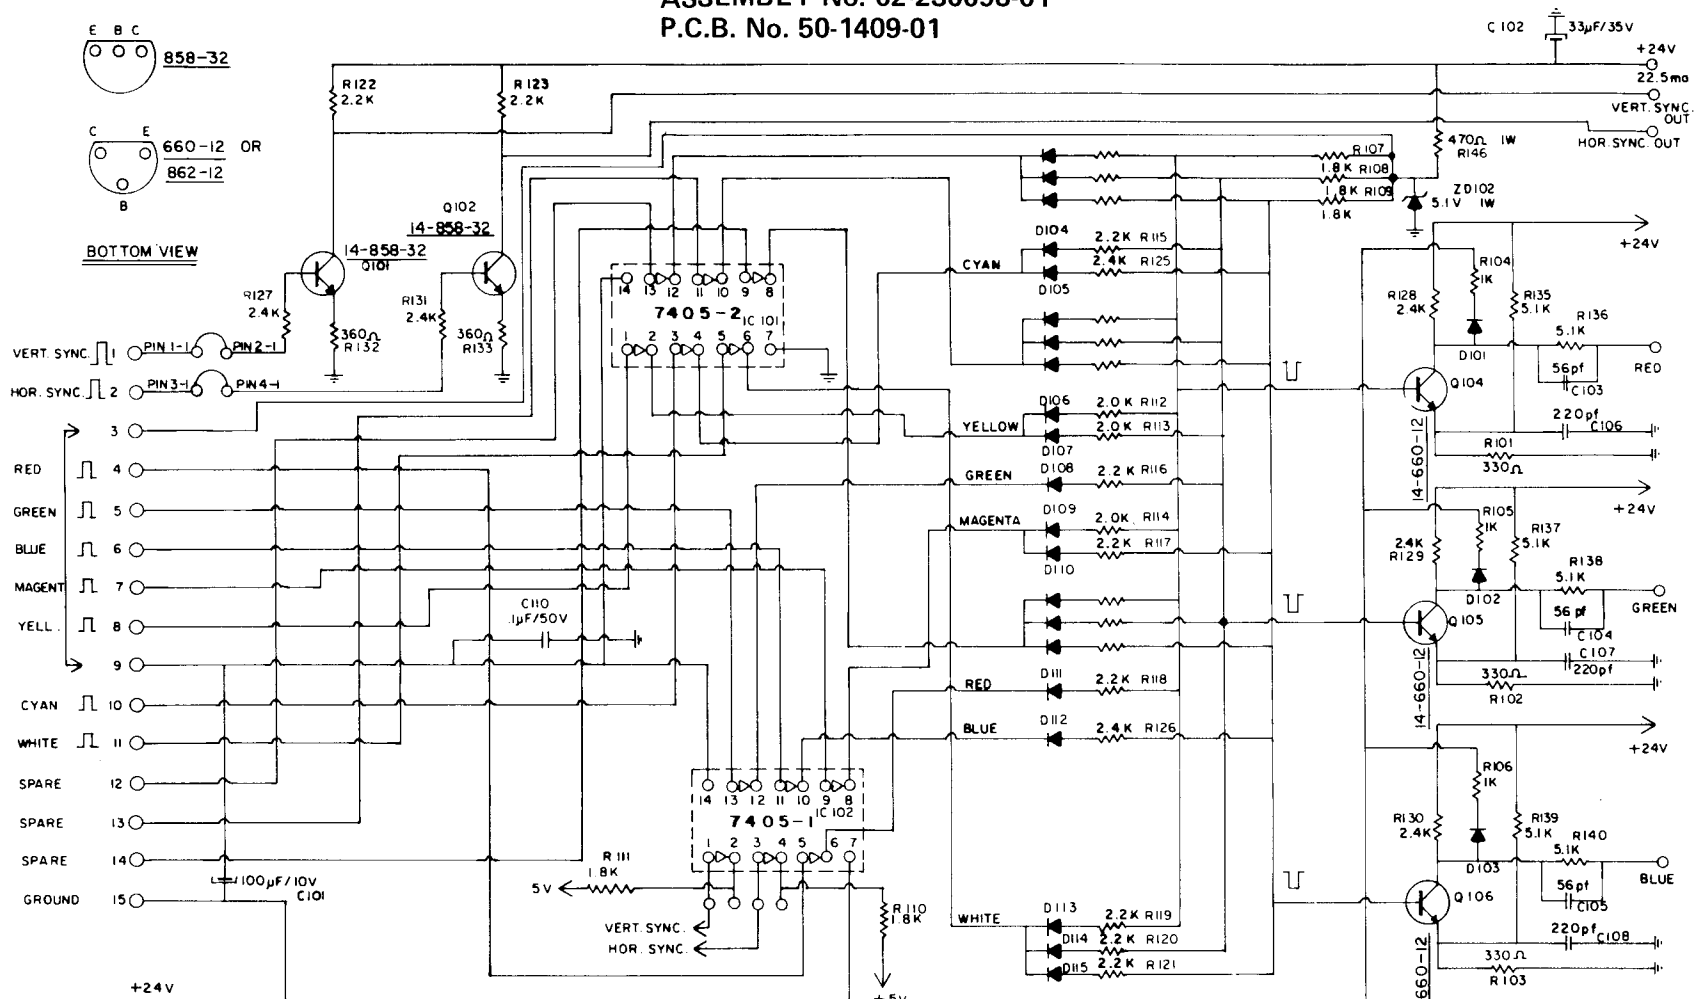 P.C.B. No. 50-1409-01
E B C
858-32
C E
660-12 OR
862-12
B
BOTTOM VIEW
R122
2.2K
R123
2.2K
C102
33µF/35V
+24V
22.5ma
VERT. SYNC. OUT
HOR. SYNC. OUT
470Ω 1W
R146
R107
1.8K R108
1.8K R109
1.8K
ZD102
5.1V 1W
Q102
14-858-32
14-858-32
Q101
R127
2.4K
R131
2.4K
360Ω
R132
360Ω
R133
VERT. SYNC. 1
PIN 1-1
PIN 2-1
HOR. SYNC. 2
PIN 3-1
PIN 4-1
3
RED 4
GREEN 5
BLUE 6
MAGENT 7
YELL. 8
9
CYAN 10
WHITE 11
SPARE 12
SPARE 13
SPARE 14
GROUND 15
100µF/10V
C101
C110
.1µF/50V
14 13 12 11 10 9 8
7405-2
IC 101
1 2 3 4 5 6 7
14 13 12 11 10 9 8
7405-1
IC 102
1 2 3 4 5 6 7
R111
1.8K
5V
VERT. SYNC.
HOR. SYNC.
R110
1.8K
+5V
+24V
CYAN
D104
2.2K R115
2.4K R125
D105
YELLOW
D106
2.0K R112
2.0K R113
D107
GREEN
D108
2.2K R116
MAGENTA
D109
2.0K R114
2.2K R117
D110
RED
D111
2.2K R118
BLUE
D112
2.4K R126
WHITE
D113
2.2K R119
D114 2.2K R120
D115 2.2K R121
+24V
R104
1K
R128
2.4K
R135
5.1K
R136
5.1K
D101
RED
56pf
C103
Q104
14-660-12
220pf
C106
R101
330Ω
+24V
R105
1K
2.4K
R129
R137
5.1K
R138
5.1K
D102
GREEN
56pf
C104
Q105
14-660-12
C107
220pf
330Ω
R102
+24V
R106
1K
R130
2.4K
R139
5.1K
R140
5.1K
D103
BLUE
56pf
C105
Q106
660-12
220pf
C108
330Ω
R103